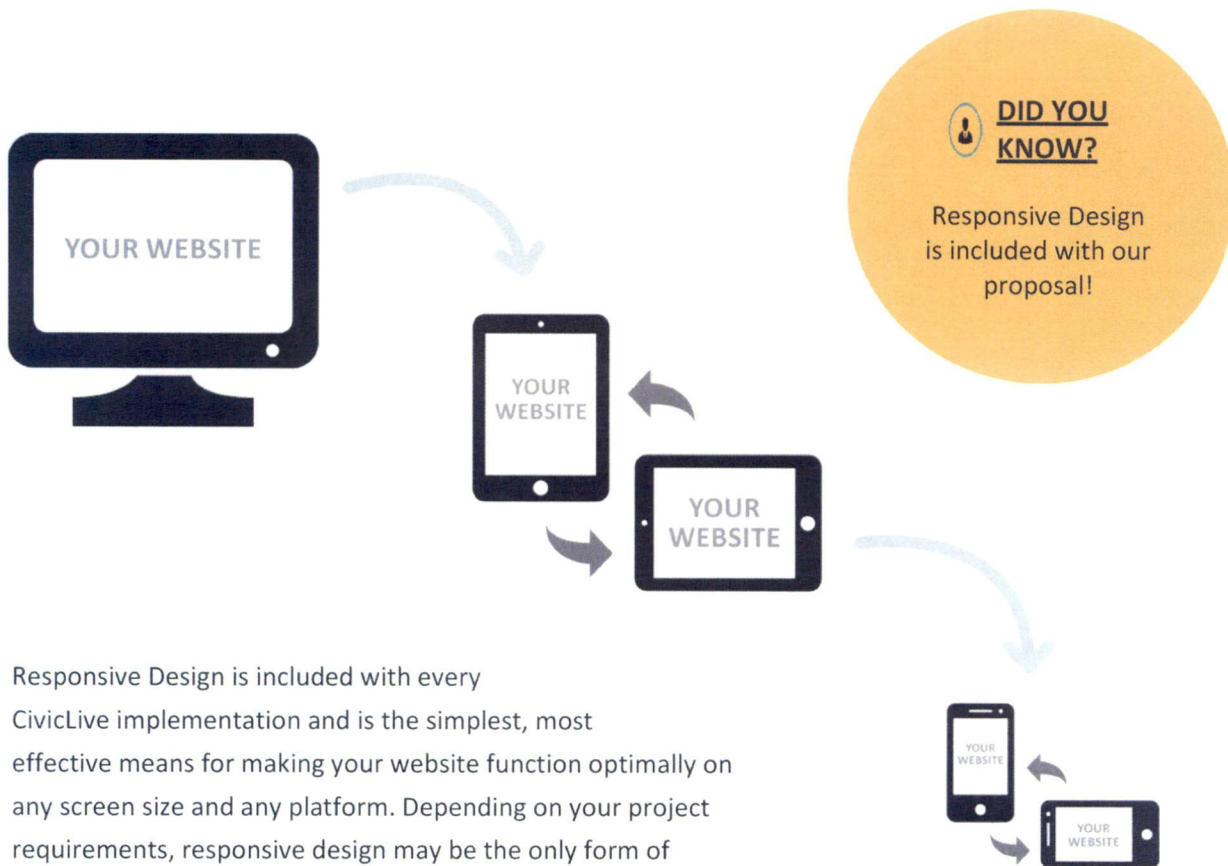 DID YOU
KNOW?
Responsive Design
is included with our
proposal!
YOUR WEBSITE
YOUR
WEBSITE
YOUR
WEBSITE
Responsive Design is included with every
CivicLive implementation and is the simplest, most
effective means for making your website function optimally on
any screen size and any platform. Depending on your project
requirements, responsive design may be the only form of
YOUR
WEBSITE
YOUR
WEBSITE